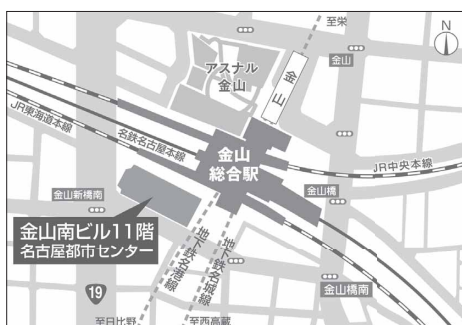 至栄
N
アスナル
金山
金山
金山
JR東海道本線
名鉄名古屋本線
金山
総合駅
JR中央本線
金山新橋南
金山橋
金山南ビル11階
名古屋都市センター
地下鉄名港線
地下鉄名城線
19
金山橋南
至日比野
至西高蔵